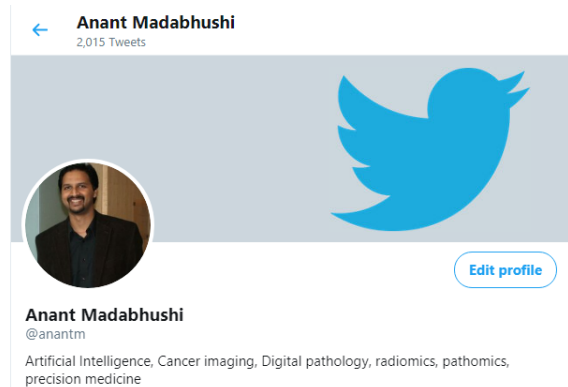 Anant Madabhushi
2,015 Tweets
Edit profile
Anant Madabhushi
@anantm
Artificial Intelligence, Cancer imaging, Digital pathology, radiomics, pathomics,
precision medicine